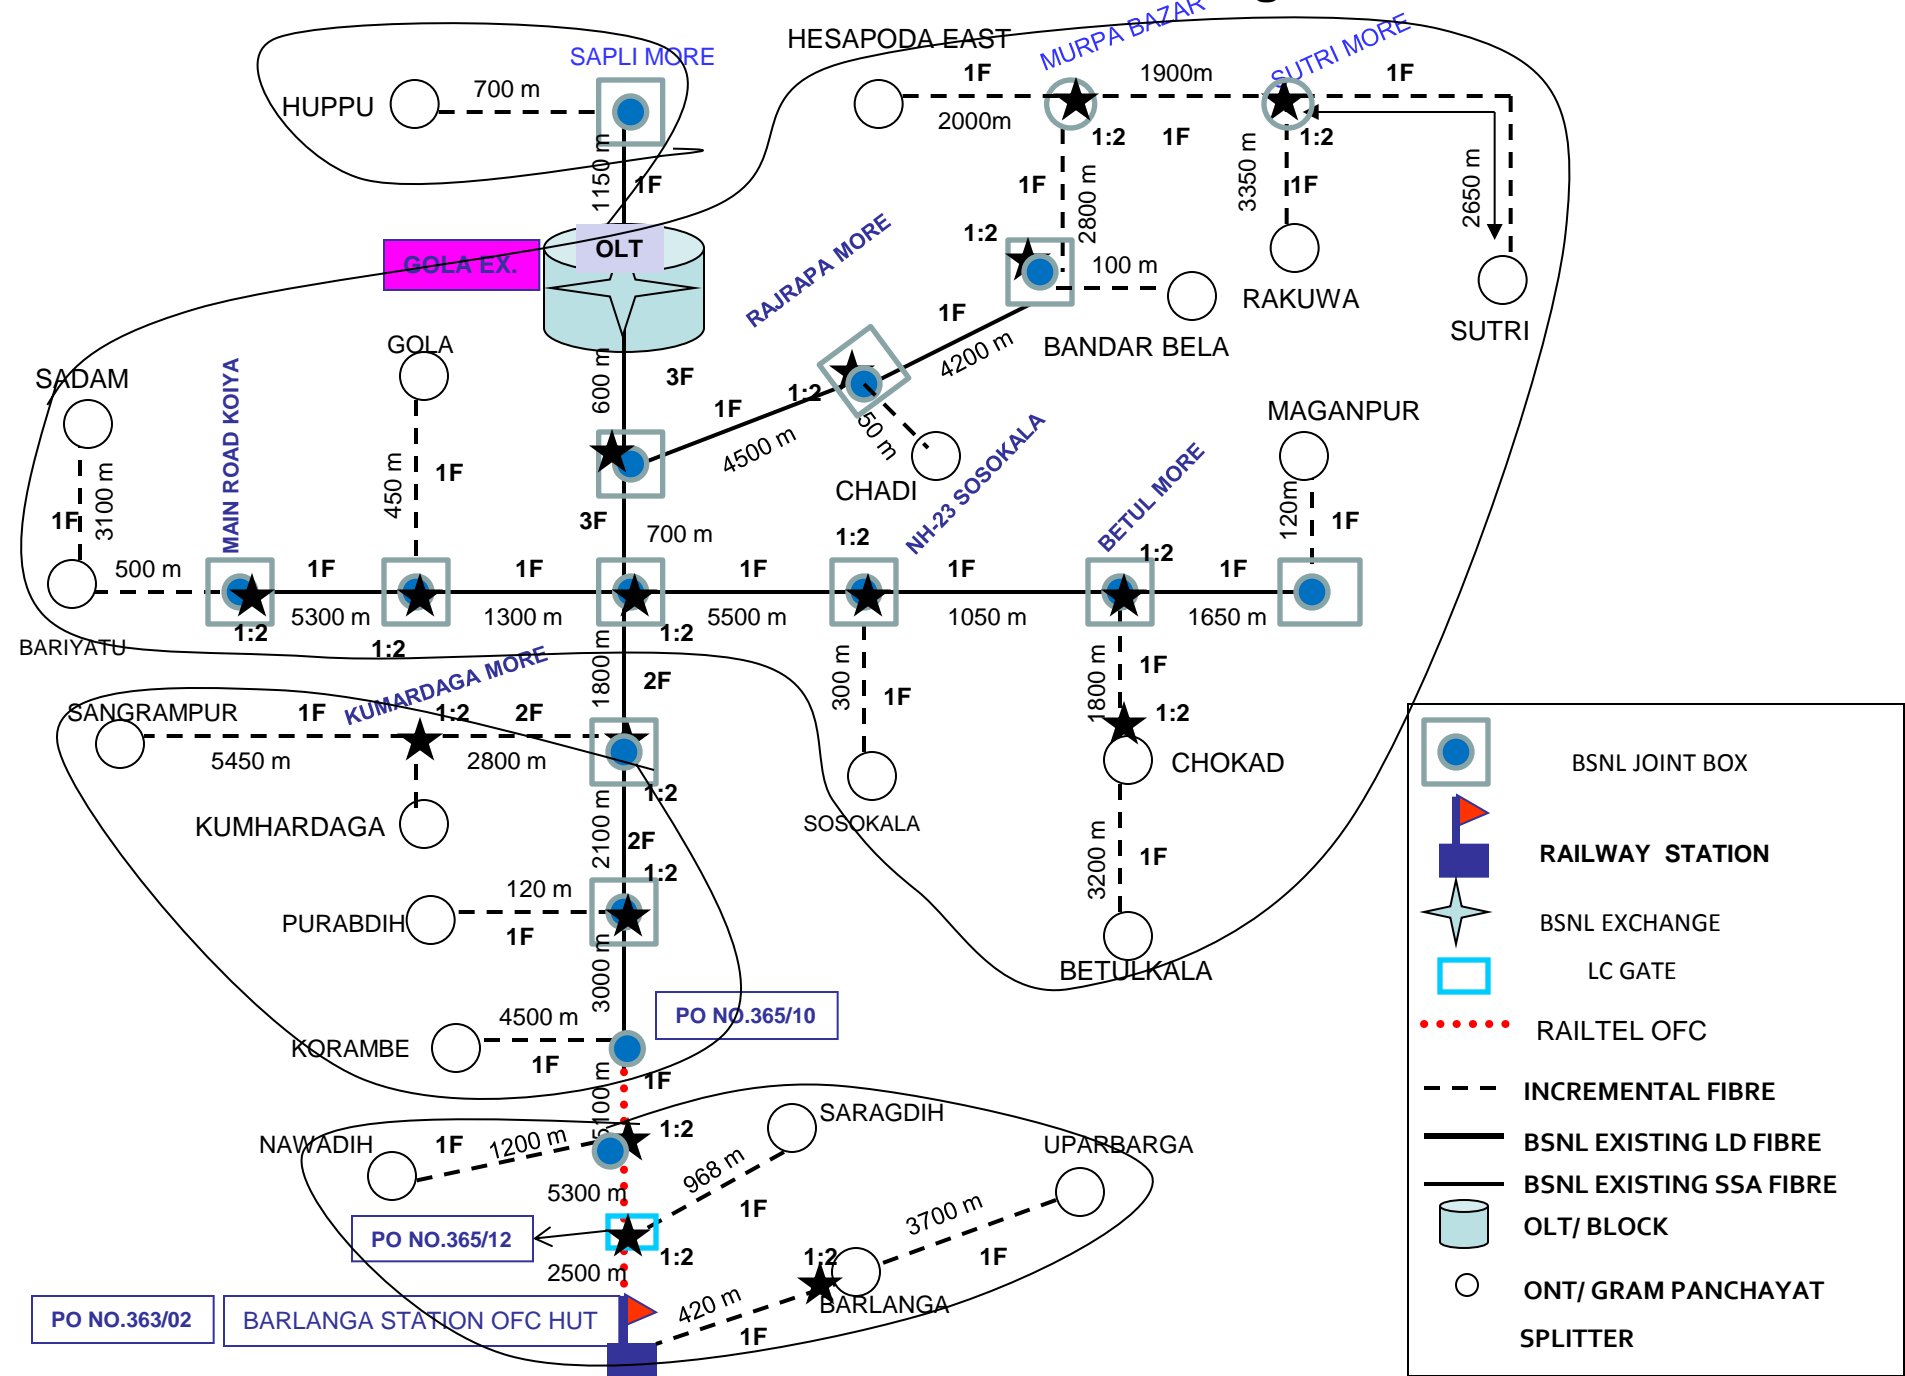 HESAPODA EAST
MURPA BAZAR
SUTRI MORE
SAPLI MORE
1F
1900m
1F
HUPPU
700 m
2000m
1:2
1F
1:2
1150 m
1F
1F
2800 m
3350 m
1F
2650 m
OLT
GOLA EX.
RAJRAPA MORE
1:2
100 m
RAKUWA
SUTRI
BANDAR BELA
1F
4200 m
GOLA
600 m
3F
SADAM
MAIN ROAD KOIYA
1:2
1F
4500 m
50 m
CHADI
MAGANPUR
450 m
1F
3100 m
1F
3F
700 m
NH-23 SOSOKALA
BETUL MORE
120m
1F
1:2
1:2
500 m
1F
1F
1F
1F
1F
5300 m
1300 m
5500 m
1050 m
1650 m
1:2
1:2
1:2
BARIYATU
1800 m
2F
300 m
1F
1800 m
1F
1:2
KUMARDAGA MORE
SANGRAMPUR
1F
1:2
2F
5450 m
2800 m
1:2
CHOKAD
KUMHARDAGA
2100 m
2F
1:2
SOSOKALA
3200 m
1F
120 m
PURABDIH
1F
BETULKALA
3000 m
PO NO.365/10
4500 m
KORAMBE
1F
5100 m
1F
SARAGDIH
NAWADIH
1F
1200 m
1:2
UPARBARGA
968 m
5300 m
1F
3700 m
PO NO.365/12
1:2
1:2
1F
2500 m
420 m
BARLANGA
PO NO.363/02
BARLANGA STATION OFC HUT
1F
BSNL JOINT BOX
RAILWAY STATION
BSNL EXCHANGE
LC GATE
RAILTEL OFC
INCREMENTAL FIBRE
BSNL EXISTING LD FIBRE
BSNL EXISTING SSA FIBRE
OLT/ BLOCK
ONT/ GRAM PANCHAYAT
SPLITTER